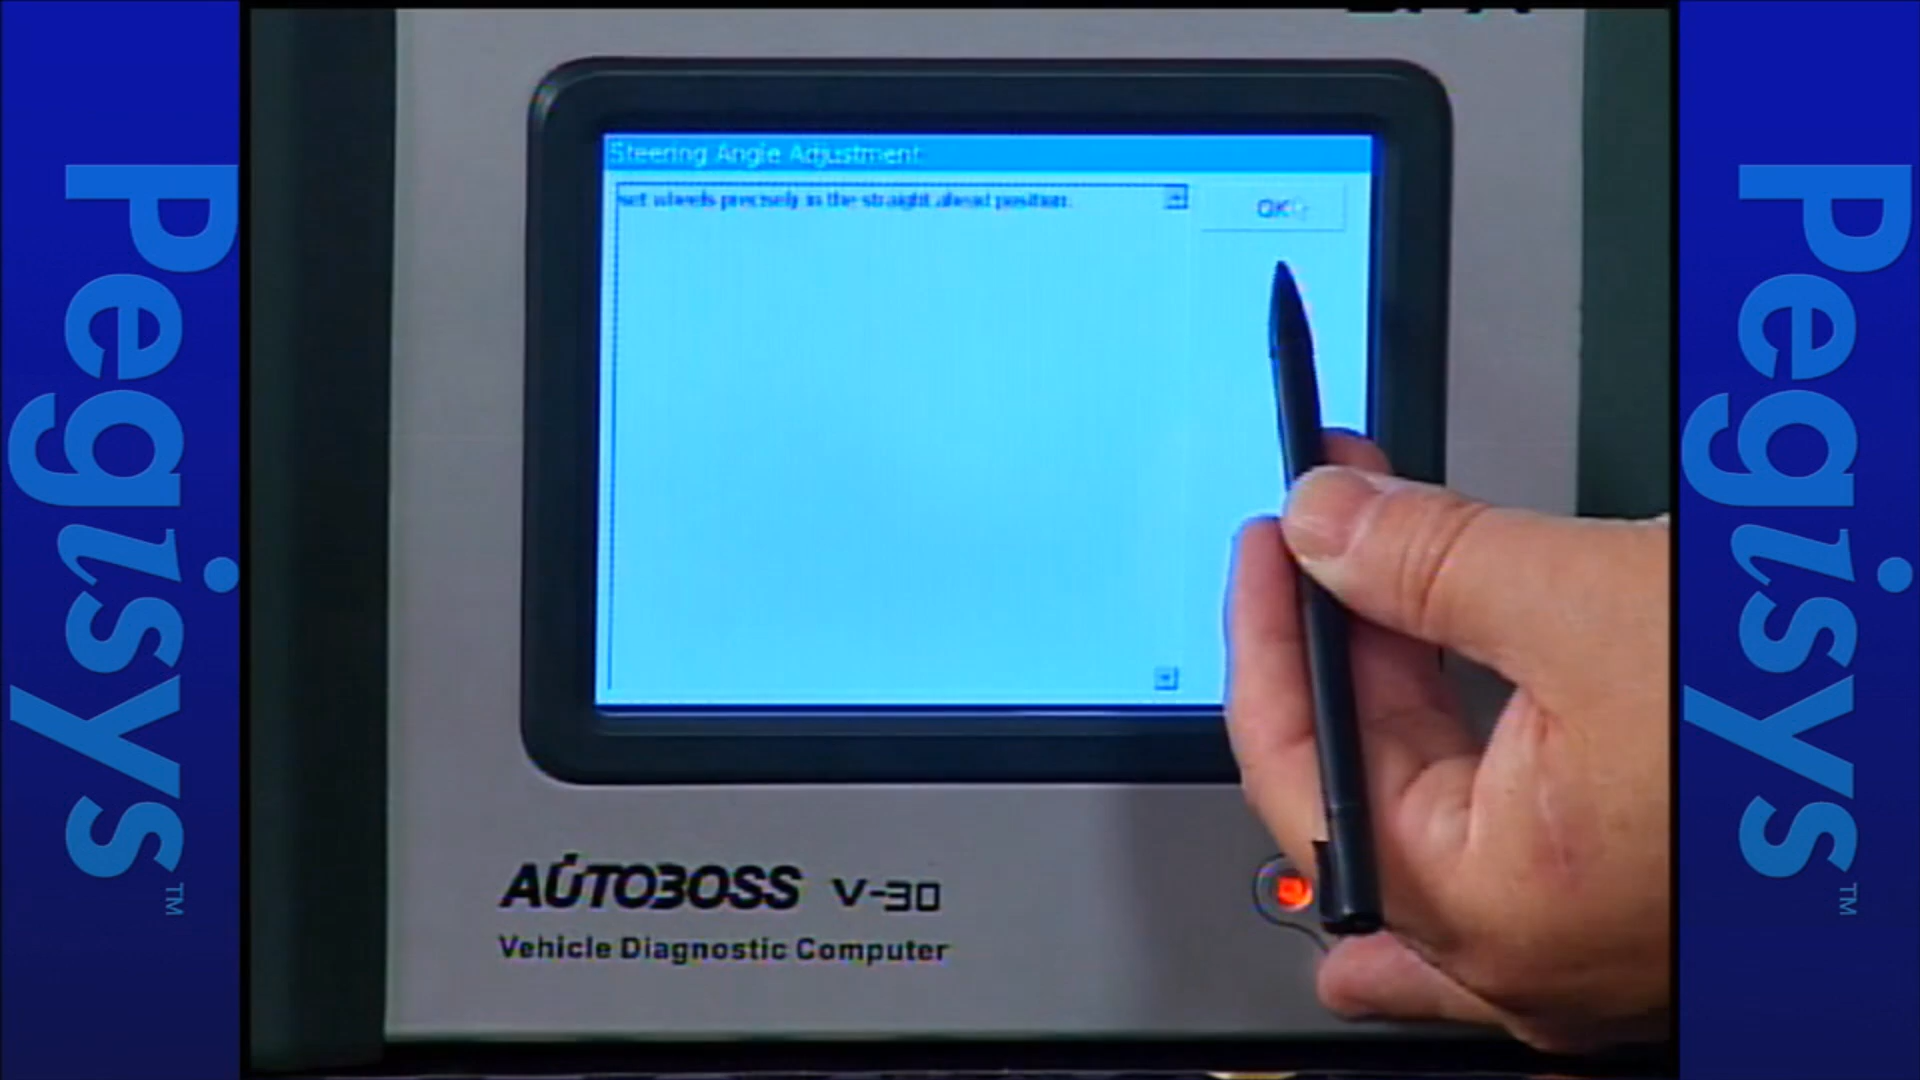 Pegisys™
Steering Angle Adjustment
set wheels precisely in the straight ahead position.
OK
AUTOBOSS V-30
Vehicle Diagnostic Computer
Pegisys™